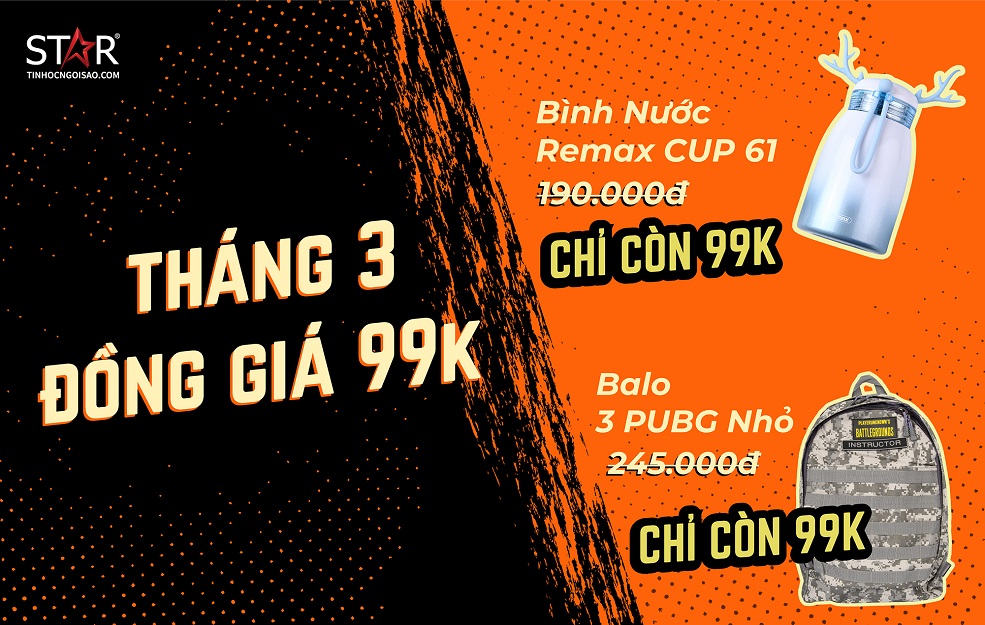 STAR®
TINHOCNGOISAO.COM
THÁNG 3
ĐỒNG GIÁ 99K
Bình Nước
Remax CUP 61
190.000đ
CHỈ CÒN 99K
Balo
3 PUBG Nhỏ
245.000đ
CHỈ CÒN 99K
PLAYERUNKNOWN'S
BATTLEGROUNDS
INSTRUCTOR